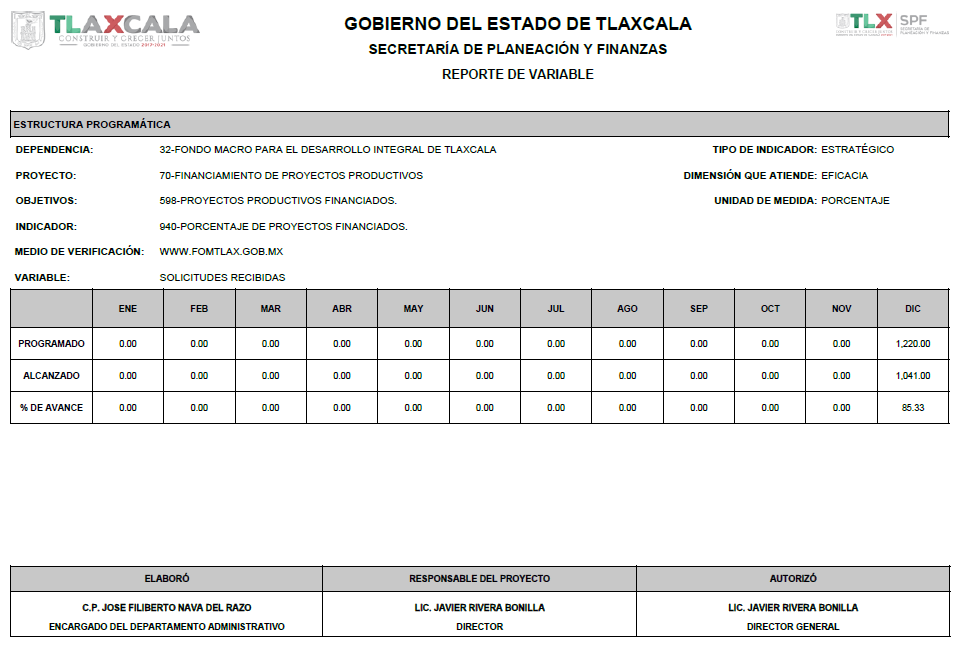 TLAXCALA
CONSTRUIR Y CRECER JUNTOS
GOBIERNO DEL ESTADO 2017-2021
GOBIERNO DEL ESTADO DE TLAXCALA
SECRETARÍA DE PLANEACIÓN Y FINANZAS
REPORTE DE VARIABLE
TLX SPF
ESTRUCTURA PROGRAMÁTICA
DEPENDENCIA: 32-FONDO MACRO PARA EL DESARROLLO INTEGRAL DE TLAXCALA TIPO DE INDICADOR: ESTRATÉGICO
PROYECTO: 70-FINANCIAMIENTO DE PROYECTOS PRODUCTIVOS DIMENSIÓN QUE ATIENDE: EFICACIA
OBJETIVOS: 598-PROYECTOS PRODUCTIVOS FINANCIADOS. UNIDAD DE MEDIDA: PORCENTAJE
INDICADOR: 940-PORCENTAJE DE PROYECTOS FINANCIADOS.
MEDIO DE VERIFICACIÓN: WWW.FOMTLAX.GOB.MX
VARIABLE: SOLICITUDES RECIBIDAS
ENE FEB MAR ABR MAY JUN JUL AGO SEP OCT NOV DIC
PROGRAMADO 0.00 0.00 0.00 0.00 0.00 0.00 0.00 0.00 0.00 0.00 0.00 1,220.00
ALCANZADO 0.00 0.00 0.00 0.00 0.00 0.00 0.00 0.00 0.00 0.00 0.00 1,041.00
% DE AVANCE 0.00 0.00 0.00 0.00 0.00 0.00 0.00 0.00 0.00 0.00 0.00 85.33
ELABORÓ RESPONSABLE DEL PROYECTO AUTORIZÓ
C.P. JOSE FILIBERTO NAVA DEL RAZO LIC. JAVIER RIVERA BONILLA LIC. JAVIER RIVERA BONILLA
ENCARGADO DEL DEPARTAMENTO ADMINISTRATIVO DIRECTOR DIRECTOR GENERAL